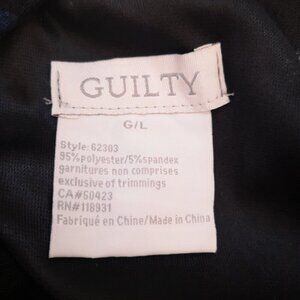 GUILTY
G/L
Style: 62303
95%polyester/5%spandex
garnitures non comprises
exclusive of trimmings
CA#50423
RN#118931
Fabriqué en Chine/Made in China